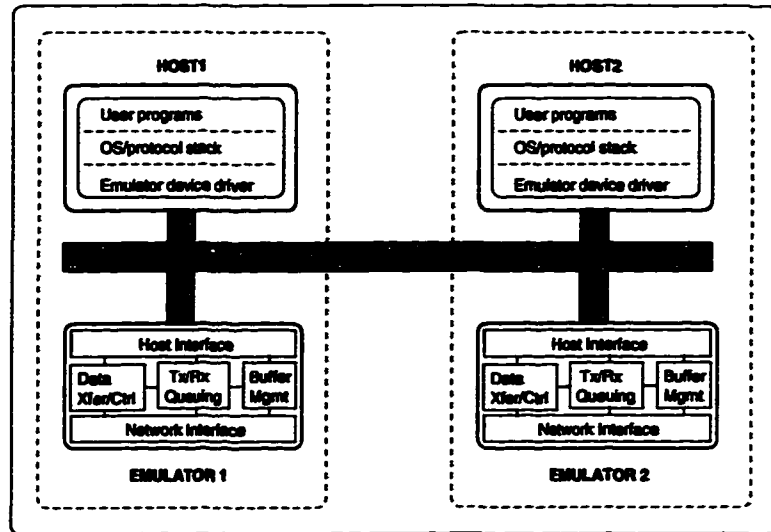 HOST1
User programs
OS/protocol stack
Emulator device driver
Host Interface
Data Xfer/Ctrl
Tx/Rx Queuing
Buffer Mgmt
Network Interface
EMULATOR 1
HOST2
User programs
OS/protocol stack
Emulator device driver
Host Interface
Data Xfer/Ctrl
Tx/Rx Queuing
Buffer Mgmt
Network Interface
EMULATOR 2